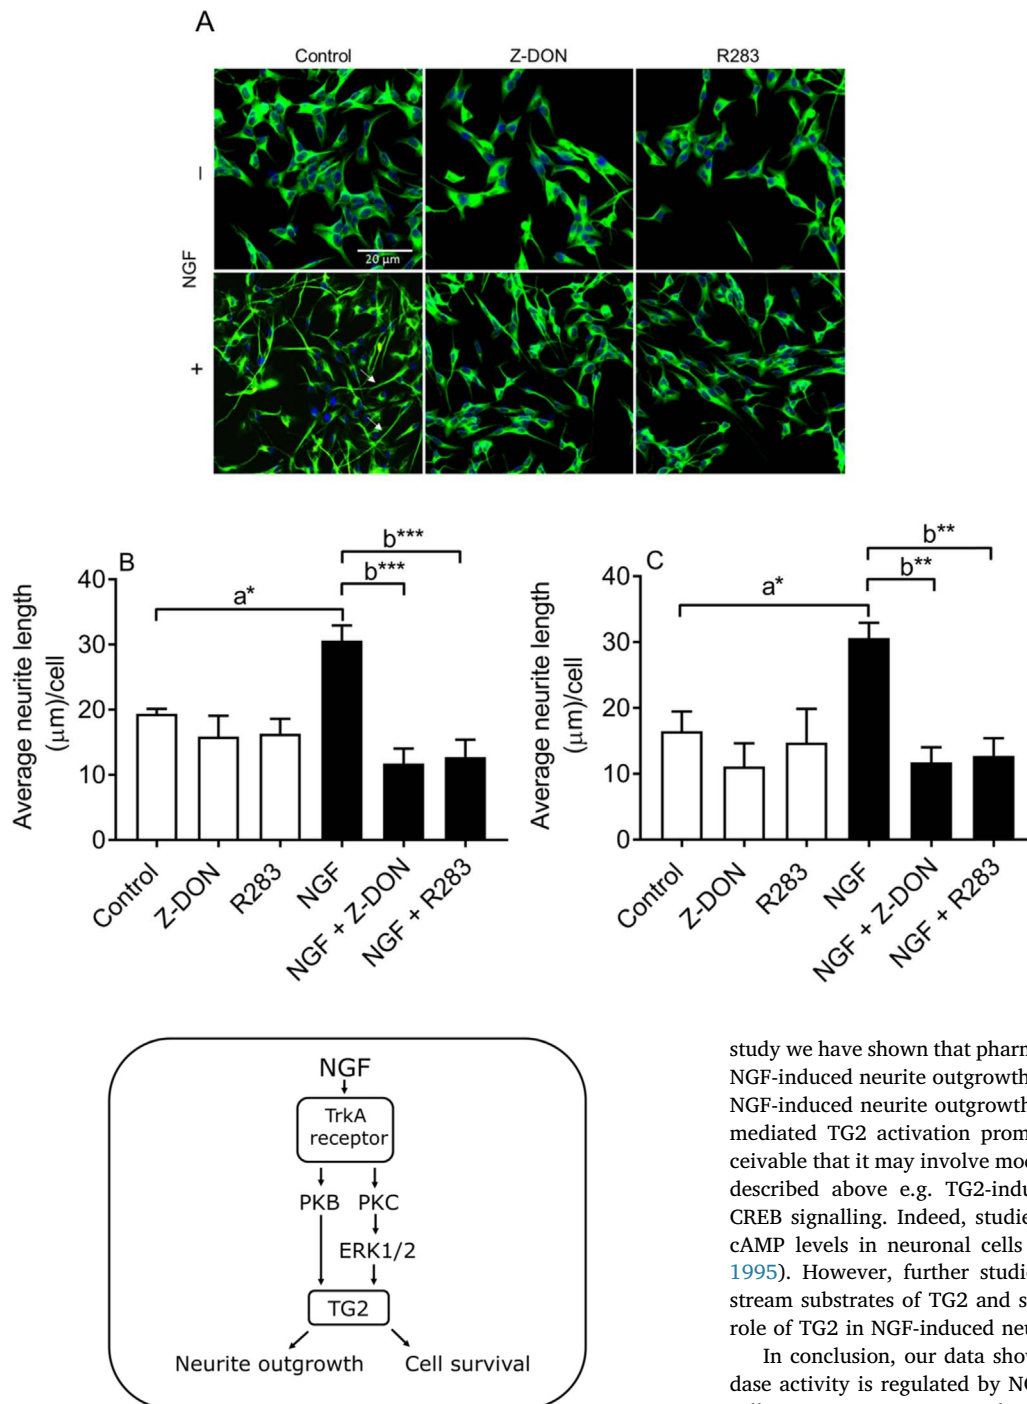 A
Control Z-DON R283
NGF
−
+
20 µm
B
Average neurite length
(µm)/cell
40
30
20
10
0
a*
b***
b***
Control
Z-DON
R283
NGF
NGF + Z-DON
NGF + R283
C
Average neurite length
(µm)/cell
40
30
20
10
0
a*
b**
b**
Control
Z-DON
R283
NGF
NGF + Z-DON
NGF + R283
NGF
TrkA
receptor
PKB PKC
ERK1/2
TG2
Neurite outgrowth Cell survival
study we have shown that pharm
NGF-induced neurite outgrowth
NGF-induced neurite outgrowth
mediated TG2 activation prom
ceivable that it may involve mod
described above e.g. TG2-indu
CREB signalling. Indeed, studie
cAMP levels in neuronal cells
1995). However, further studie
stream substrates of TG2 and s
role of TG2 in NGF-induced neu
In conclusion, our data show
dase activity is regulated by NG